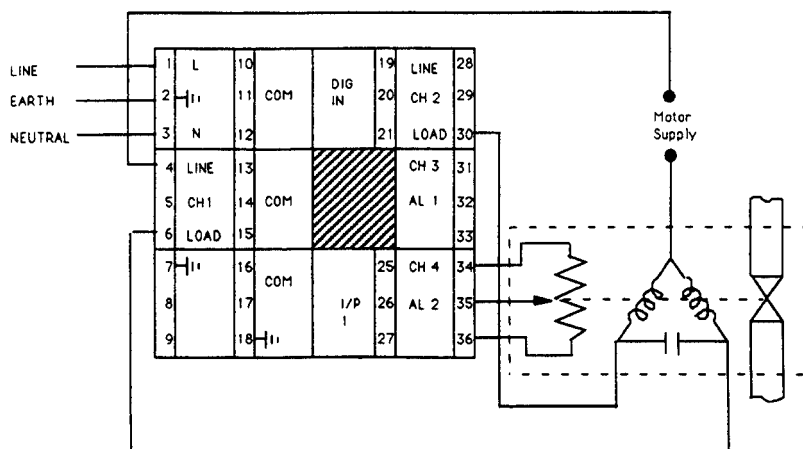 LINE
EARTH
NEUTRAL
1 L 10 19 LINE 28
2 11 COM DIG IN 20 CH 2 29
3 N 12 21 LOAD 30
4 LINE 13 CH 3 31
5 CH1 14 COM AL 1 32
6 LOAD 15 33
7 16 COM 25 CH 4 34
8 17 I/P 1 26 AL 2 35
9 18 27 36
Motor
Supply